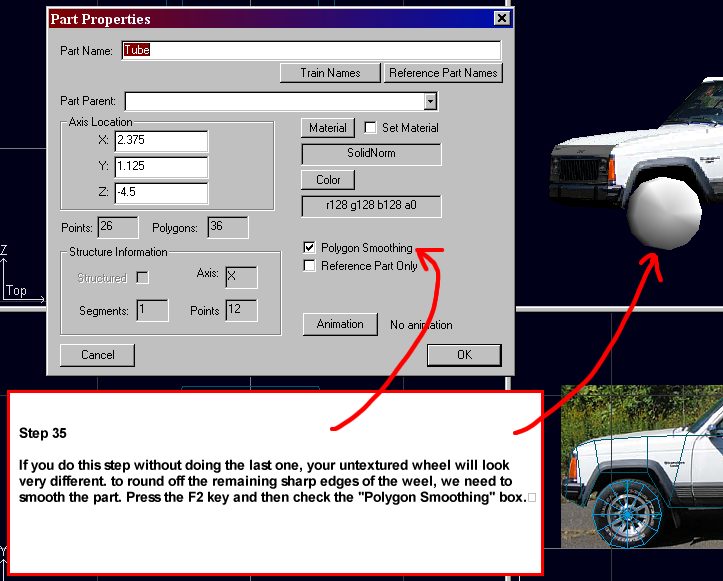 Part Properties
Part Name: Tube
Train Names
Reference Part Names
Part Parent:
Axis Location
X: 2.375
Y: 1.125
Z: -4.5
Material
Set Material
SolidNorm
Color
r128 g128 b128 a0
Points: 26
Polygons: 36
Structure Information
Structured
Axis: X
Segments: 1
Points 12
Polygon Smoothing
Reference Part Only
Animation
No animation
Cancel
OK
Z
Top
Step 35
If you do this step without doing the last one, your untextured wheel will look
very different. to round off the remaining sharp edges of the weel, we need to
smooth the part. Press the F2 key and then check the "Polygon Smoothing" box.
Y